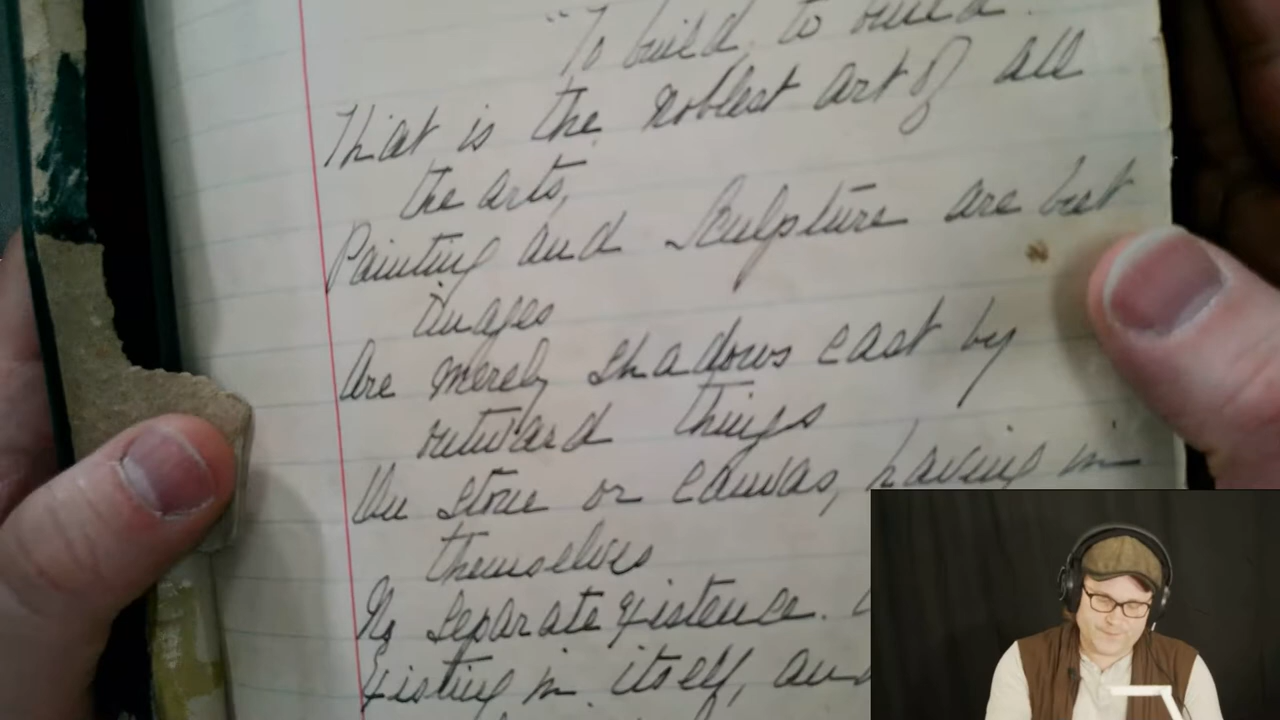 "To build, to build.
That is the noblest art of all
the arts,
Painting and Sculpture are but
images
Are merely shadows cast by
outward things
On stone or canvas, having in
themselves
No separate existence.
Existing in itself, and